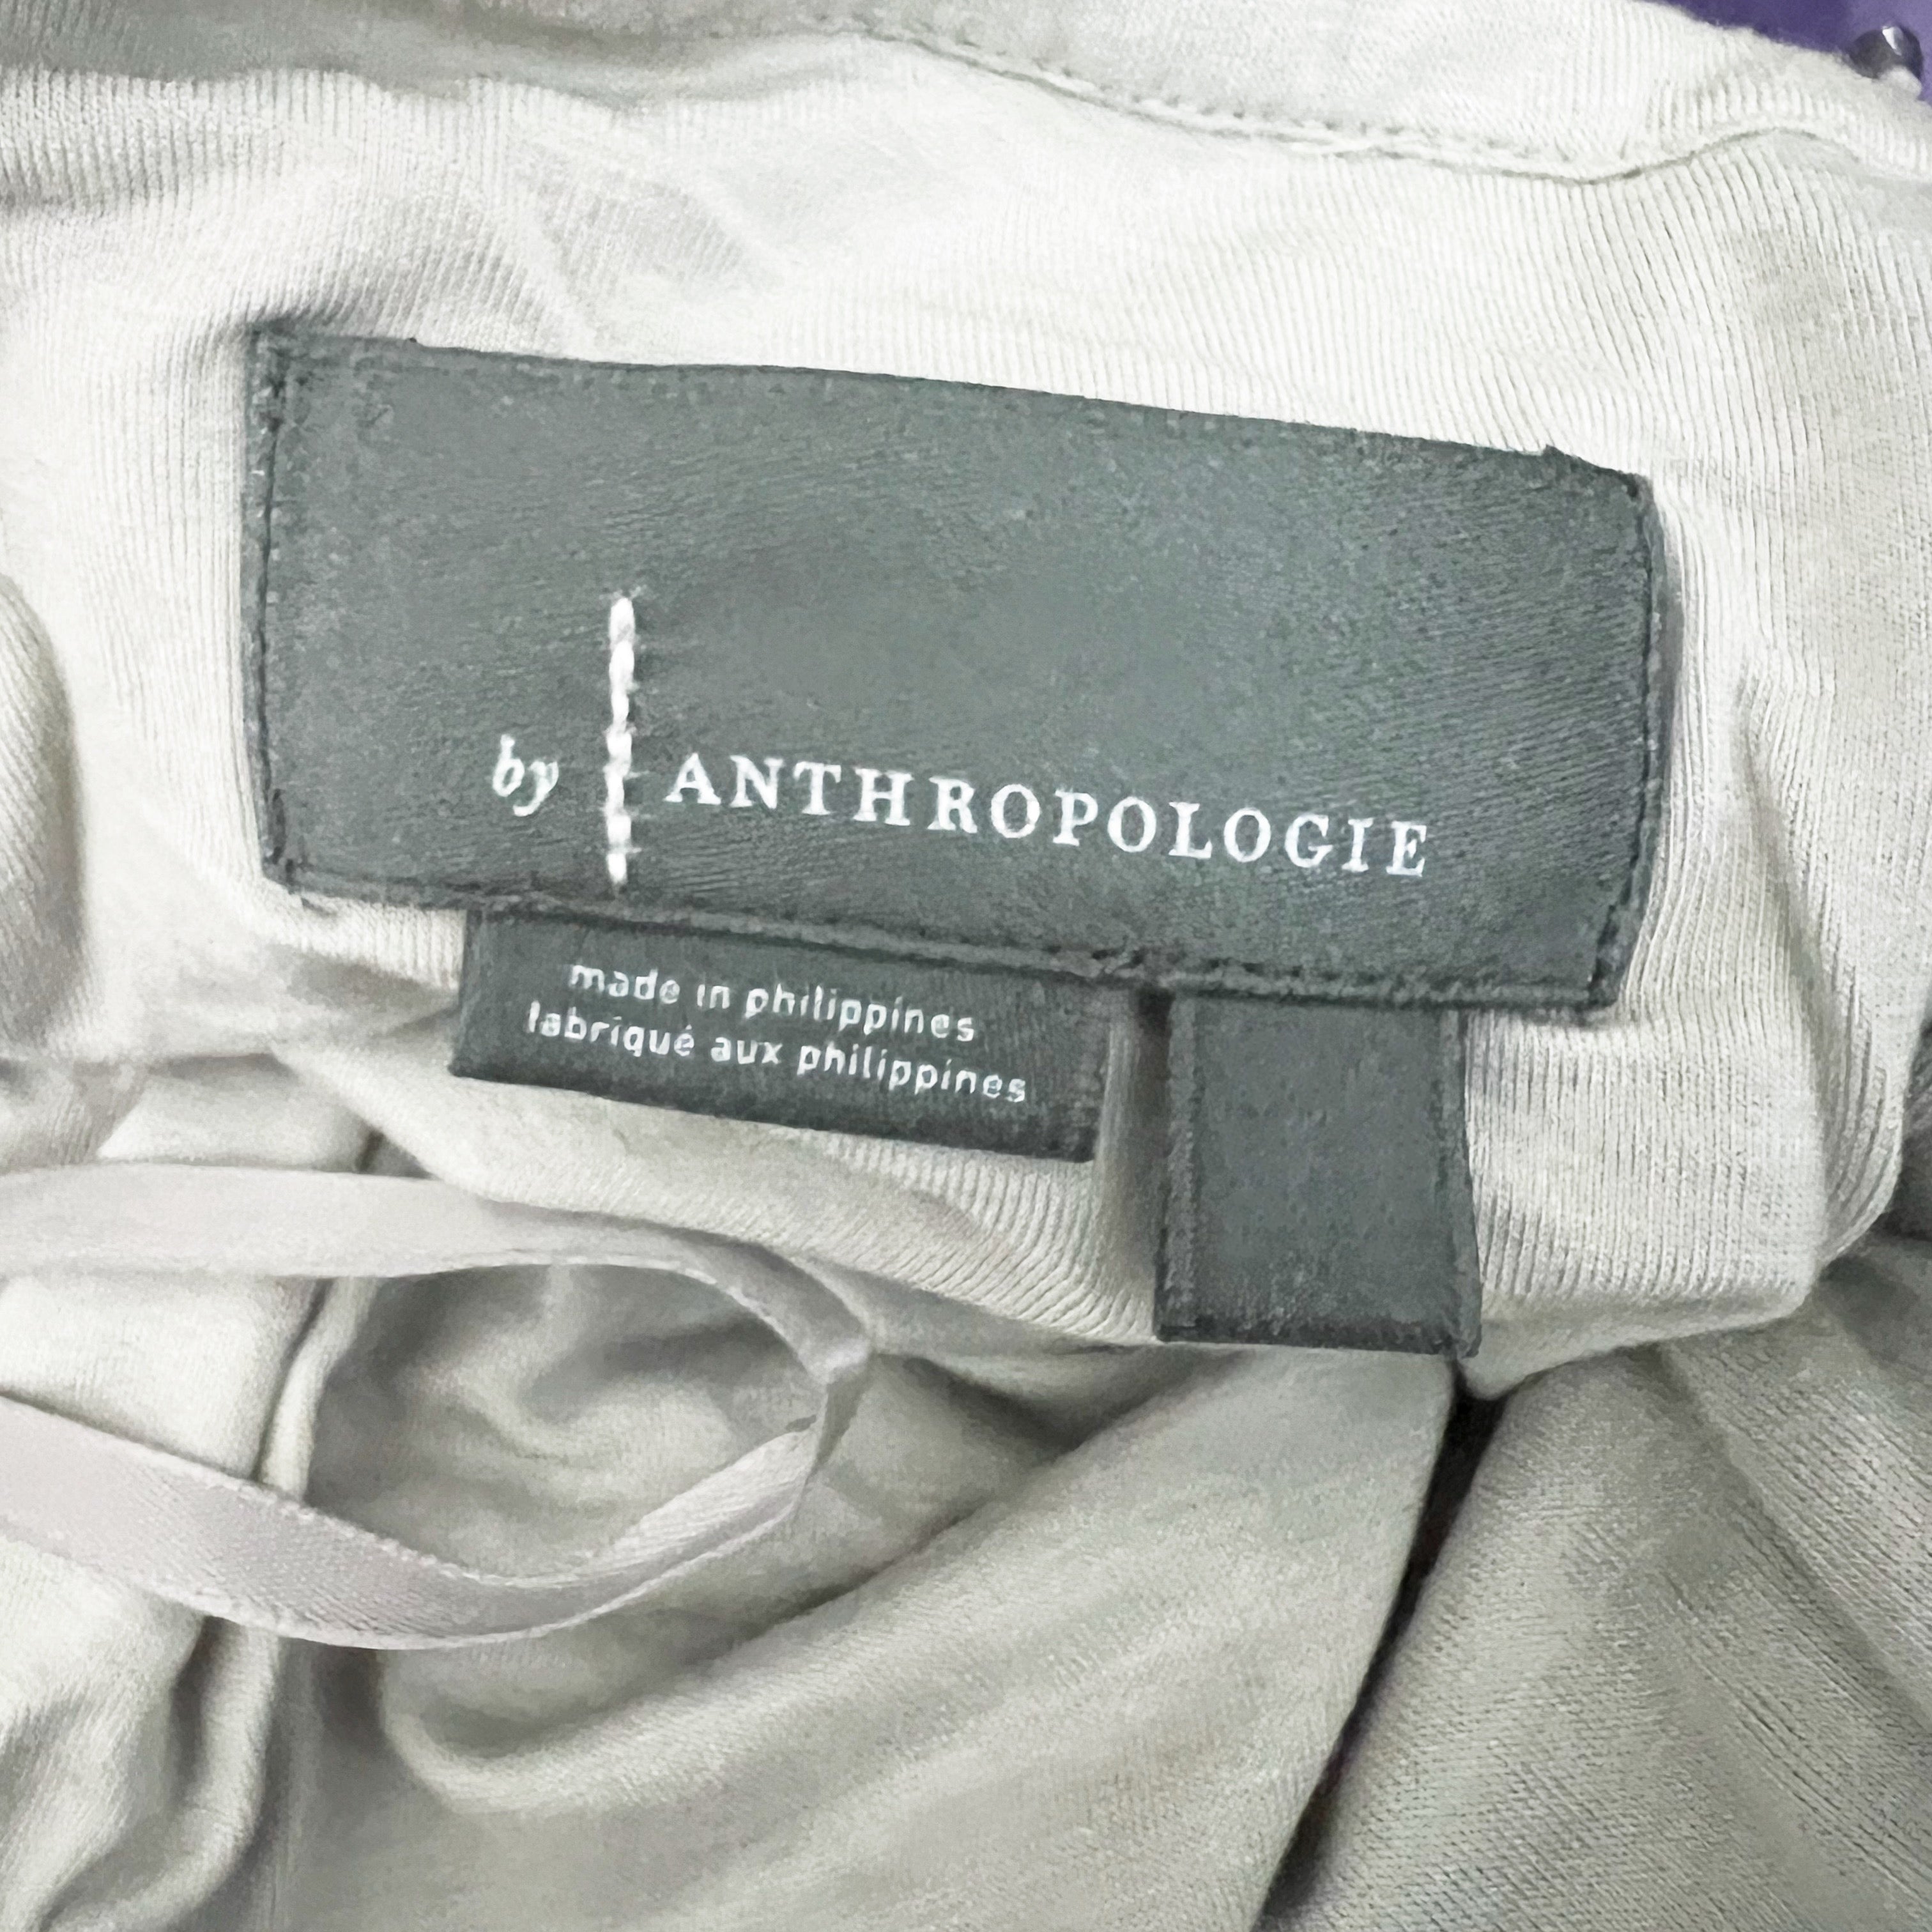 by ANTHROPOLOGIE
made in philippines
fabriqué aux philippines